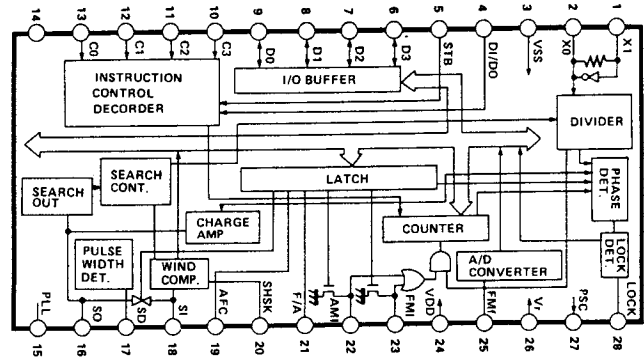 14 13 12 11 10 9 8 7 6 5 4 3 2 1
C0 C1 C2 C3 D0 D1 D2 D3 STB DI/DO VSS X0 X1
INSTRUCTION
CONTROL
DECORDER
I/O BUFFER
DIVIDER
SEARCH
CONT.
LATCH
PHASE
DET.
SEARCH
OUT
CHARGE
AMP
COUNTER
PULSE
WIDTH
DET.
WIND
COMP.
A/D
CONVERTER
LOCK
DET.
PLL SO SD SI AFC SHSK F/A AMI FMI VDD FMf Vr PSC LOCK
15 16 17 18 19 20 21 22 23 24 25 26 27 28